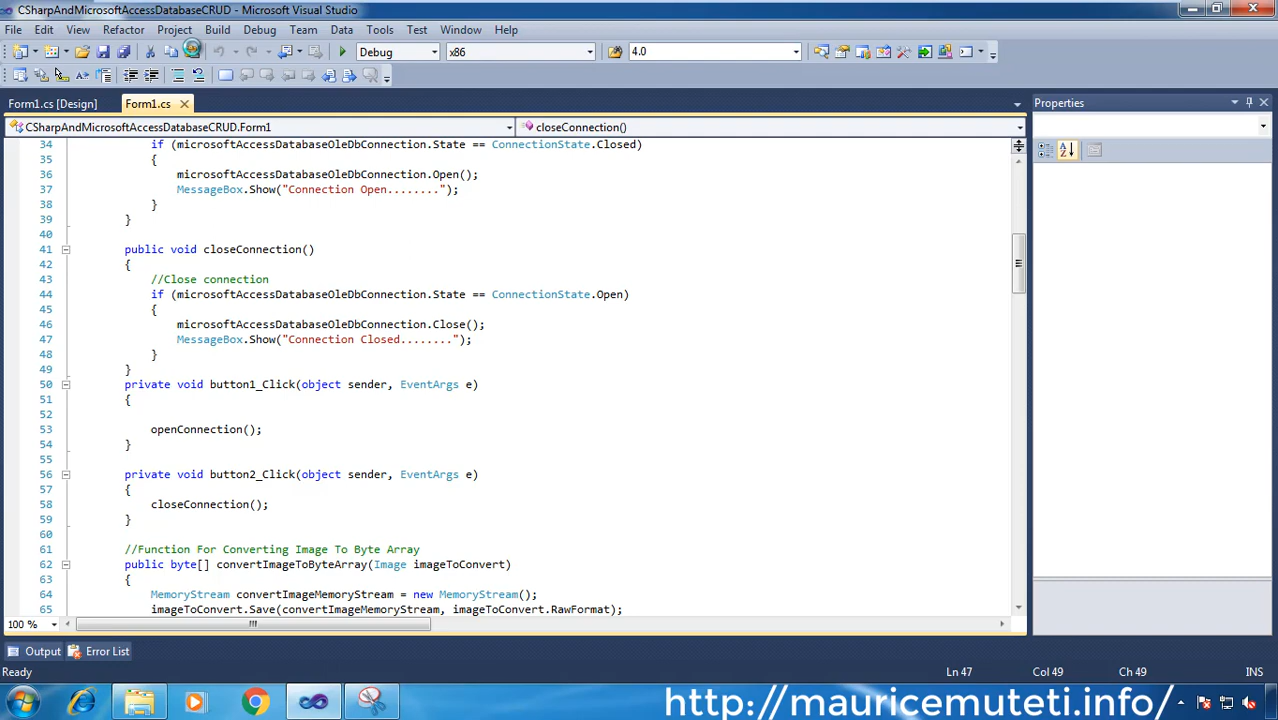 CSharpAndMicrosoftAccessDatabaseCRUD - Microsoft Visual Studio
File Edit View Refactor Project Build Debug Team Data Tools Test Window Help
Debug x86 4.0
Form1.cs [Design] Form1.cs
Properties
CSharpAndMicrosoftAccessDatabaseCRUD.Form1 closeConnection()
34 if (microsoftAccessDatabaseOleDbConnection.State == ConnectionState.Closed)
35 {
36 microsoftAccessDatabaseOleDbConnection.Open();
37 MessageBox.Show("Connection Open........");
38 }
39 }
40
41 public void closeConnection()
42 {
43 //Close connection
44 if (microsoftAccessDatabaseOleDbConnection.State == ConnectionState.Open)
45 {
46 microsoftAccessDatabaseOleDbConnection.Close();
47 MessageBox.Show("Connection Closed........");
48 }
49 }
50 private void button1_Click(object sender, EventArgs e)
51 {
52
53 openConnection();
54 }
55
56 private void button2_Click(object sender, EventArgs e)
57 {
58 closeConnection();
59 }
60
61 //Function For Converting Image To Byte Array
62 public byte[] convertImageToByteArray(Image imageToConvert)
63 {
64 MemoryStream convertImageMemoryStream = new MemoryStream();
65 imageToConvert.Save(convertImageMemoryStream, imageToConvert.RawFormat);
100 %
Output Error List
Ready Ln 47 Col 49 Ch 49 INS
http://mauricemuteti.info/